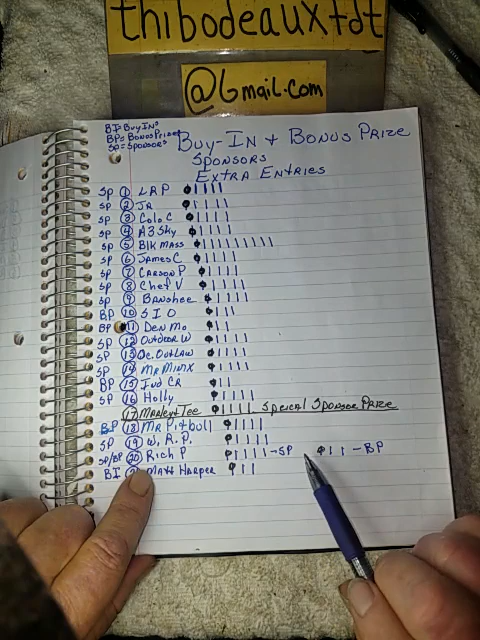 thibodeauxfdt
@Gmail.com
BI=Buy Ins
BP=Bonus Prize
SP=Sponsors
Buy-In & Bonus Prize
Sponsors
Extra Entries
SP 1 LRP
SP 2 JR
SP 3 Colo C
SP 4 A3Sky
SP 5 Blk Mass
SP 6 James C
SP 7 Carson P
SP 8 Chef V
SP 9 Banshee
BP 10 S I O
BP 11 Den Mo
SP 12 Outdoor W
SP 13 Oc. Outlaw
SP 14 Mr Minx
BP 15 Ind CR
SP 16 Holly
17 Marley & Tee Special Sponsor Prize
BP 18 Mr Pitbull
SP 19 W. R. P.
SP/BP 20 Rich P -SP -BP
BI 21 Matt Harper